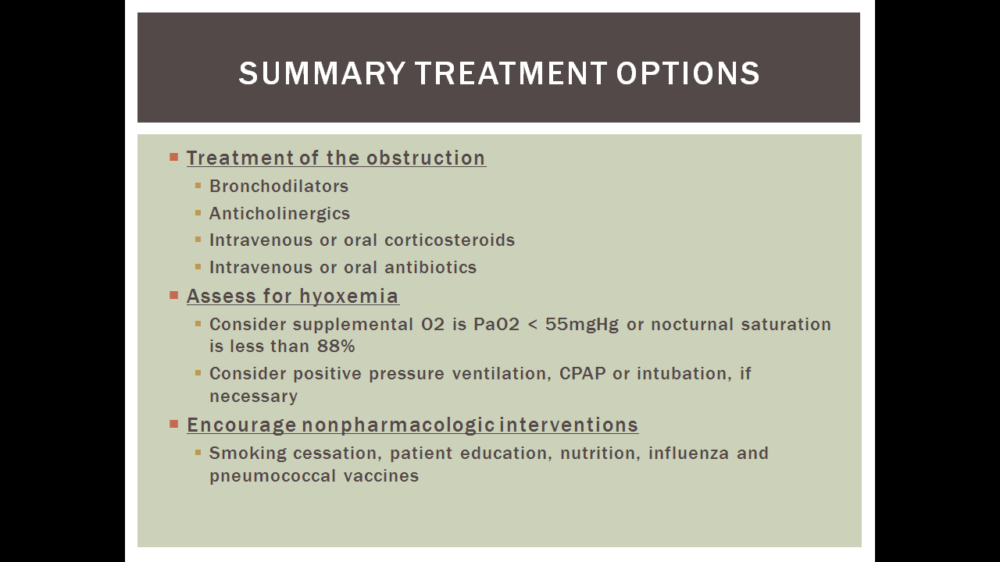 SUMMARY TREATMENT OPTIONS
Treatment of the obstruction
Bronchodilators
Anticholinergics
Intravenous or oral corticosteroids
Intravenous or oral antibiotics
Assess for hyoxemia
Consider supplemental O2 is PaO2 < 55mgHg or nocturnal saturation
is less than 88%
Consider positive pressure ventilation, CPAP or intubation, if
necessary
Encourage nonpharmacologic interventions
Smoking cessation, patient education, nutrition, influenza and
pneumococcal vaccines